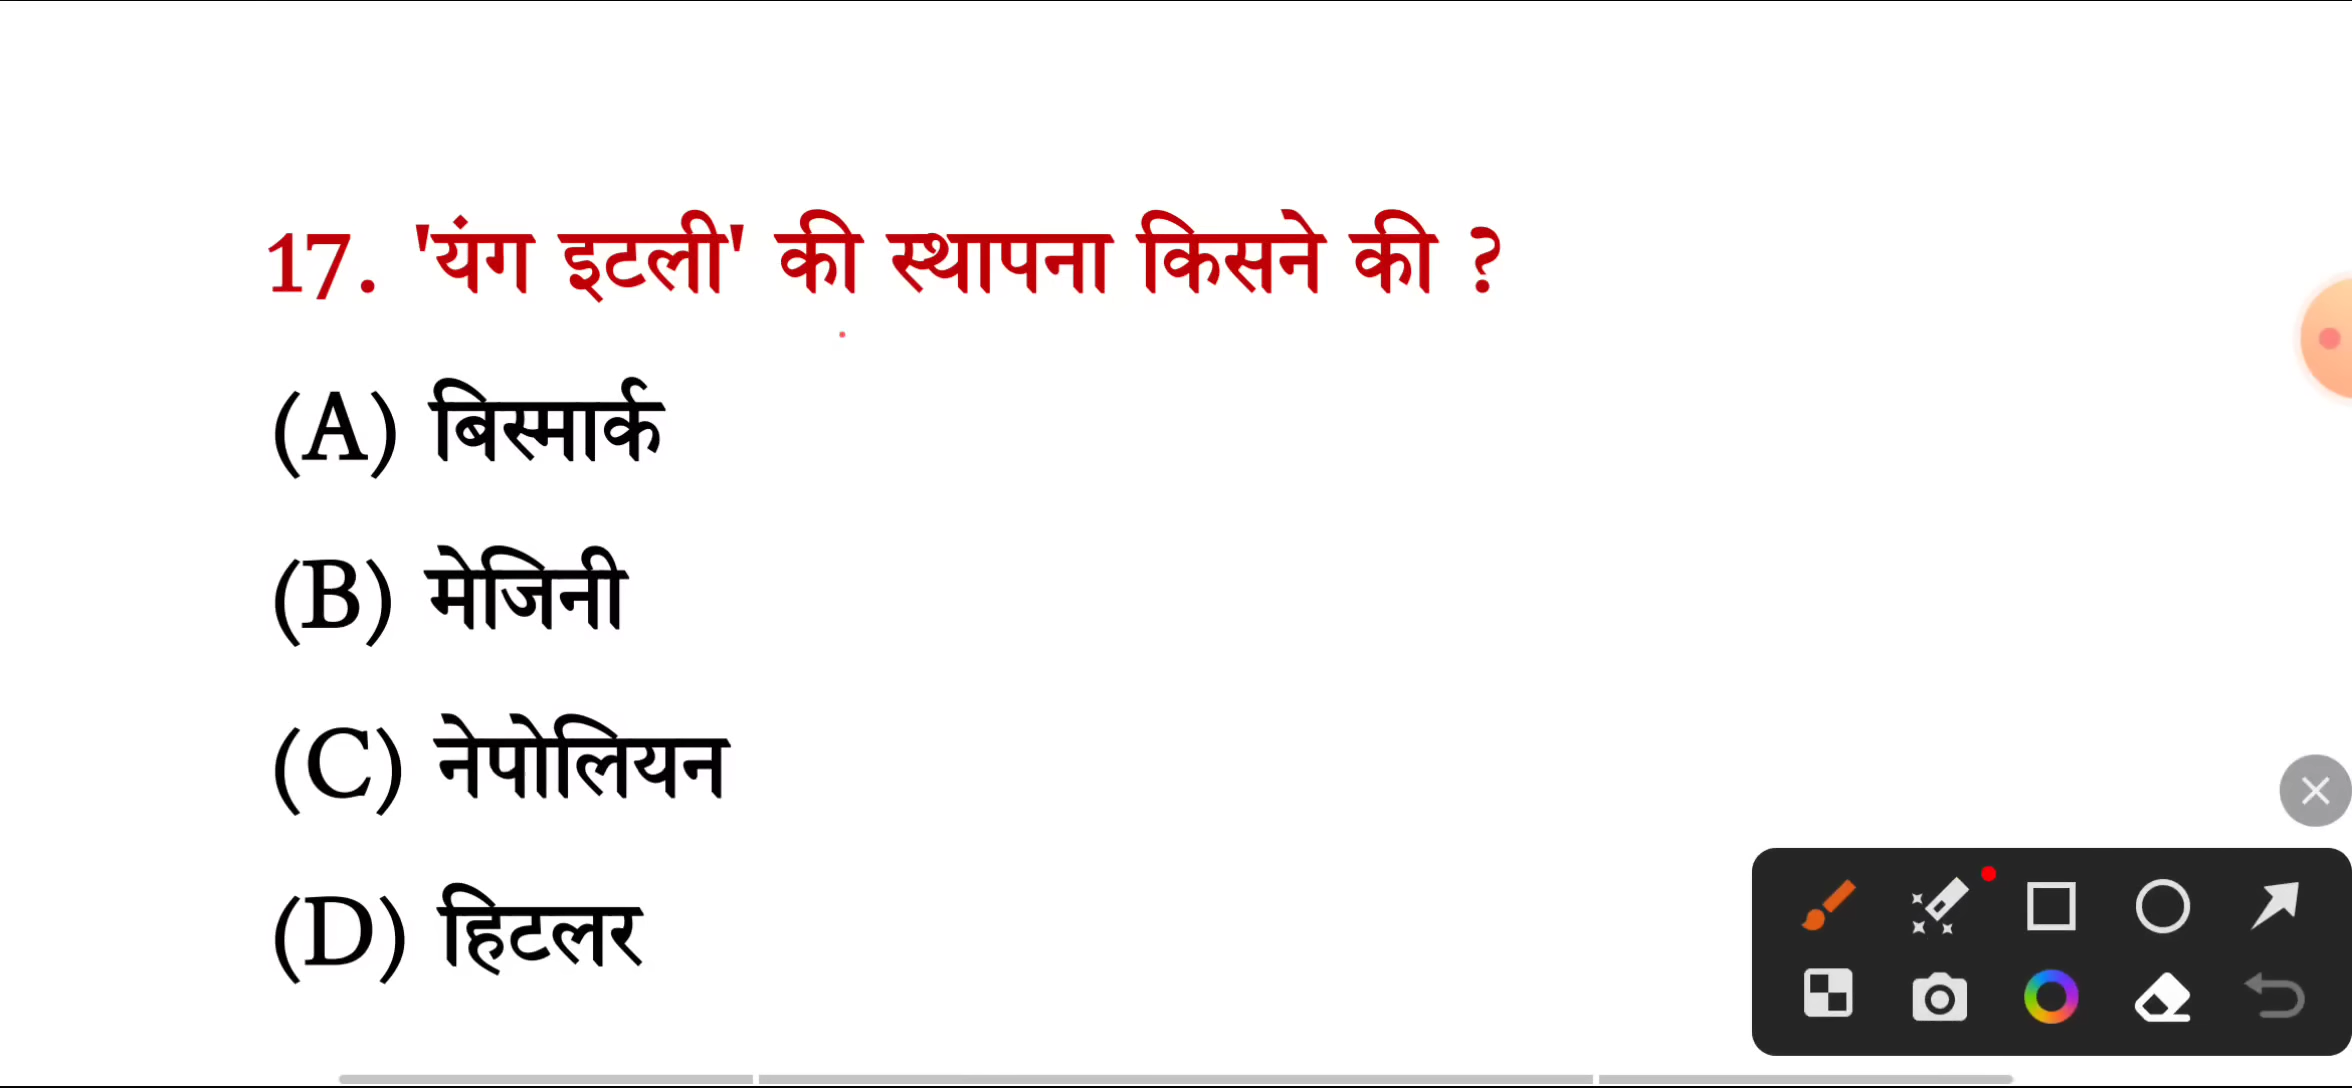 17. 'यंग इटली' की स्थापना किसने की ?
(A) बिस्मार्क
(B) मेजिनी
(C) नेपोलियन
(D) हिटलर